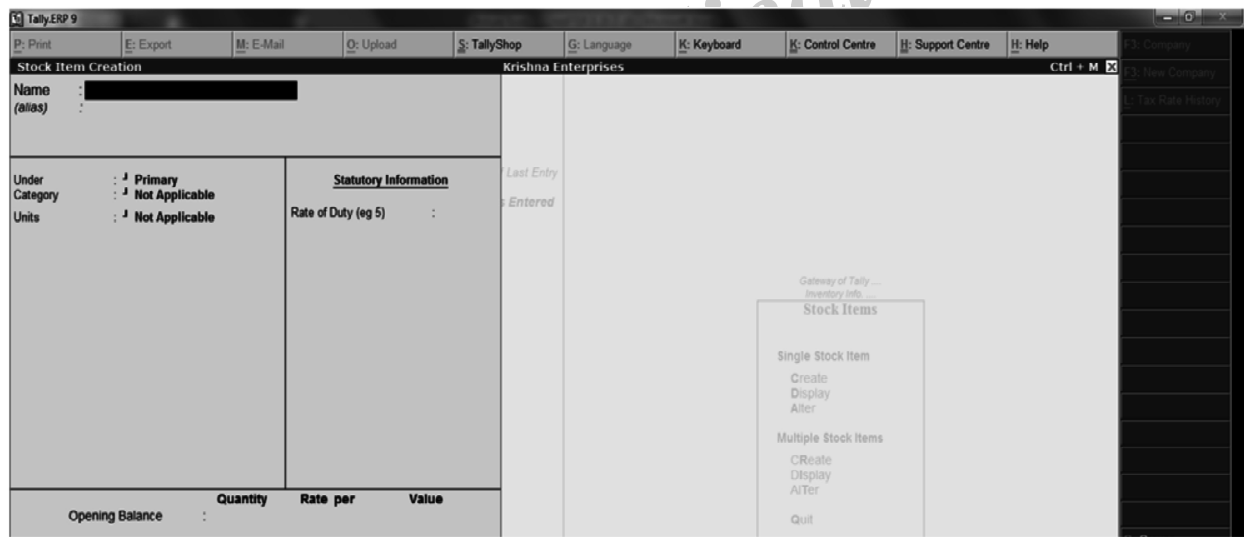 Tally.ERP 9
P: Print E: Export M: E-Mail O: Upload S: TallyShop G: Language K: Keyboard K: Control Centre H: Support Centre H: Help F3: Company
Stock Item Creation Krishna Enterprises Ctrl + M X
F3: New Company
Name :
(alias) :
L: Tax Rate History
Last Entry
Under : Primary
Statutory Information
Category : Not Applicable
Entered
Units : Not Applicable
Rate of Duty (eg 5) :
Gateway of Tally ....
Inventory Info. ....
Stock Items
Single Stock Item
Create
Display
Alter
Multiple Stock Items
CReate
DIsplay
AlTer
Quit
Quantity Rate per Value
Opening Balance :